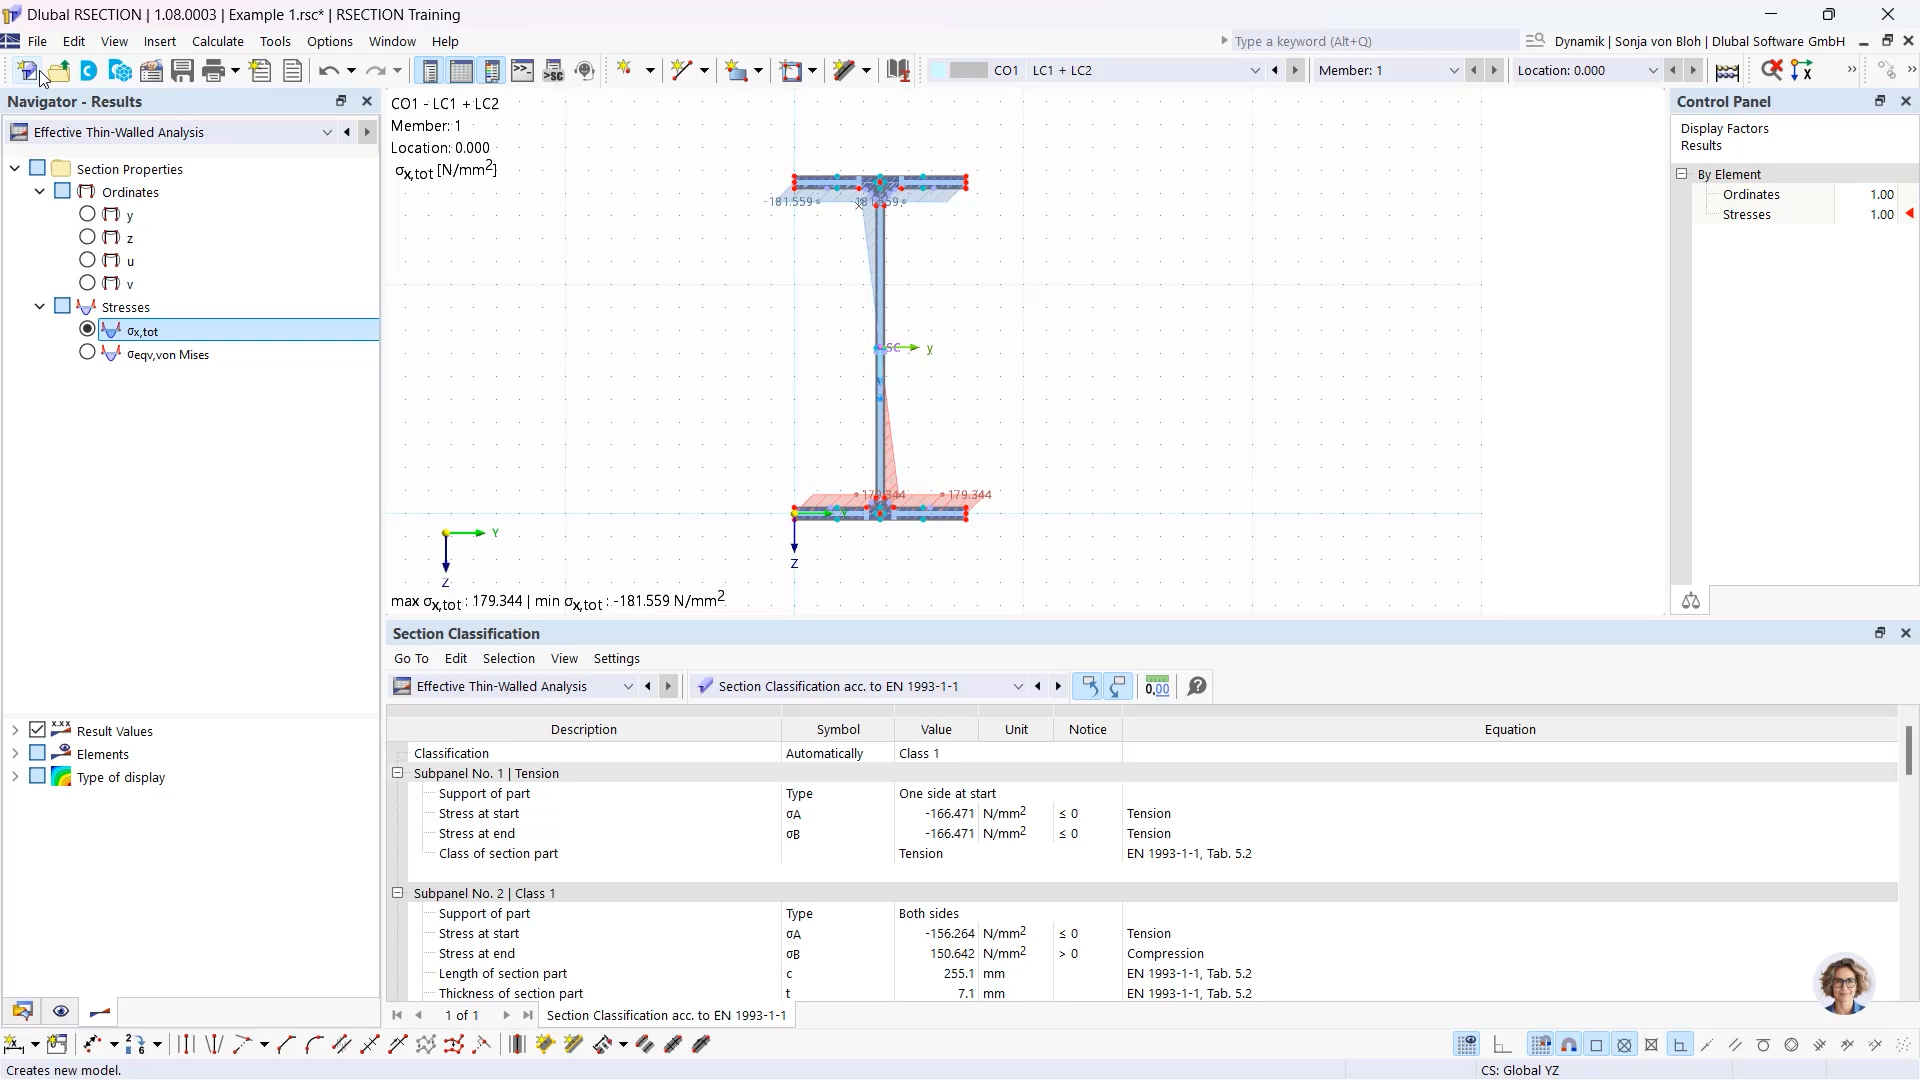 Dlubal RSECTION | 1.08.0003 | Example 1.rsc* | RSECTION Training
File Edit View Insert Calculate Tools Options Window Help
Type a keyword (Alt+Q)
Dynamik | Sonja von Bloh | Dlubal Software GmbH
CO1 LC1 + LC2
Member: 1
Location: 0.000
Navigator - Results
Effective Thin-Walled Analysis
Section Properties
Ordinates
y
z
u
v
Stresses
σx,tot
σeqv,von Mises
Result Values
Elements
Type of display
CO1 - LC1 + LC2
Member: 1
Location: 0.000
σx,tot [N/mm2]
-181.559
-181.559
SC
y
179.344
179.344
Y
Z
Y
Z
max σx,tot : 179.344 | min σx,tot : -181.559 N/mm2
Control Panel
Display Factors
Results
By Element
Ordinates 1.00
Stresses 1.00
Section Classification
Go To Edit Selection View Settings
Effective Thin-Walled Analysis
Section Classification acc. to EN 1993-1-1
0,00
Description Symbol Value Unit Notice Equation
Classification Automatically Class 1
Subpanel No. 1 | Tension
Support of part Type One side at start
Stress at start σA -166.471 N/mm2 ≤ 0 Tension
Stress at end σB -166.471 N/mm2 ≤ 0 Tension
Class of section part Tension EN 1993-1-1, Tab. 5.2
Subpanel No. 2 | Class 1
Support of part Type Both sides
Stress at start σA -156.264 N/mm2 ≤ 0 Tension
Stress at end σB 150.642 N/mm2 > 0 Compression
Length of section part c 255.1 mm EN 1993-1-1, Tab. 5.2
Thickness of section part t 7.1 mm EN 1993-1-1, Tab. 5.2
1 of 1
Section Classification acc. to EN 1993-1-1
Creates new model.
CS: Global YZ